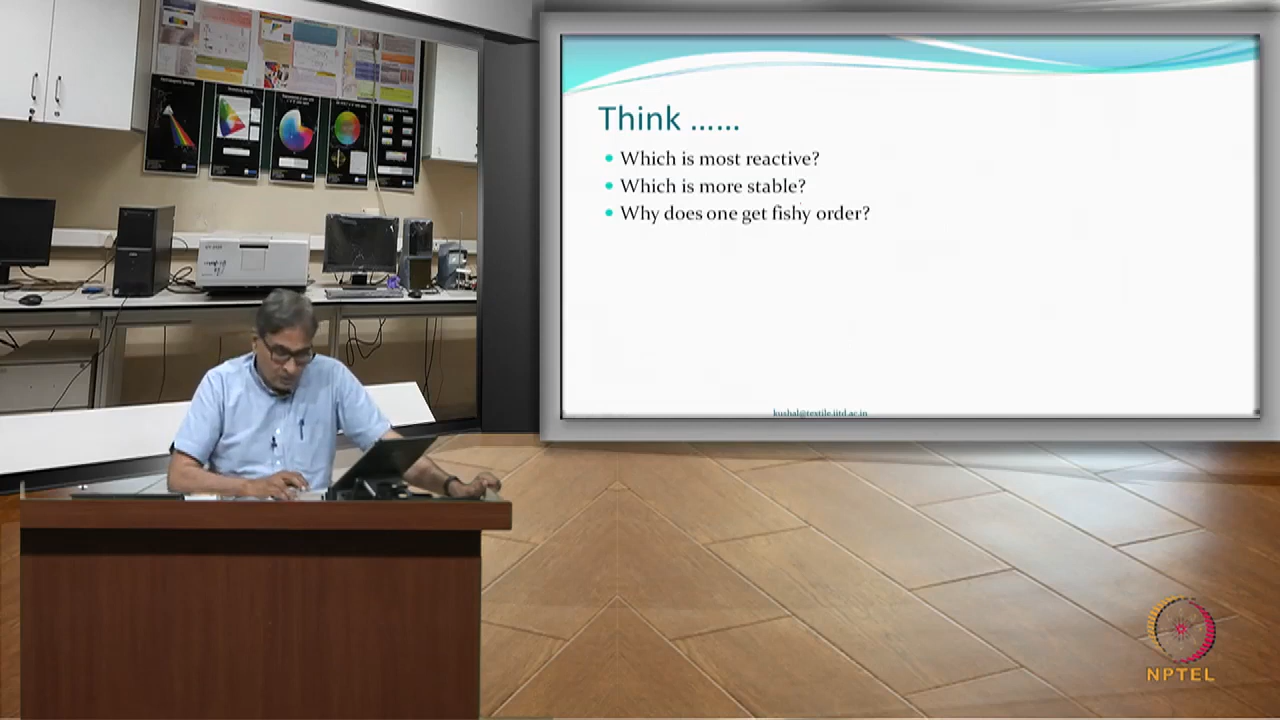 Think ......
Which is most reactive?
Which is more stable?
Why does one get fishy order?
kushal@textile.iitd.ac.in
NPTEL